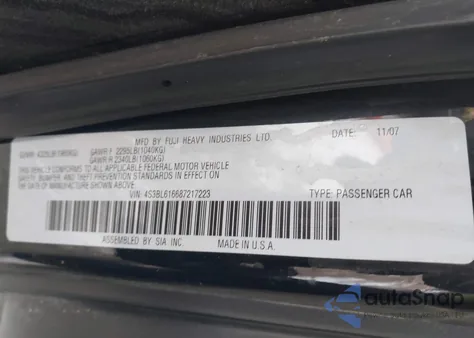 MFD BY FUJI HEAVY INDUSTRIES LTD. DATE: 11/07
GAWR F 2295LB(1040KG)
GAWR R 2340LB(1060KG)
THIS VEHICLE CONFORMS TO ALL APPLICABLE FEDERAL MOTOR VEHICLE
SAFETY, BUMPER AND THEFT PREVENTION STANDARDS IN EFFECT
ON THE DATE OF MANUFACTURE SHOWN ABOVE
VIN: 4S3BL616687217223 TYPE: PASSENGER CAR
ASSEMBLED BY SIA INC. MADE IN U.S.A.
autoSnap